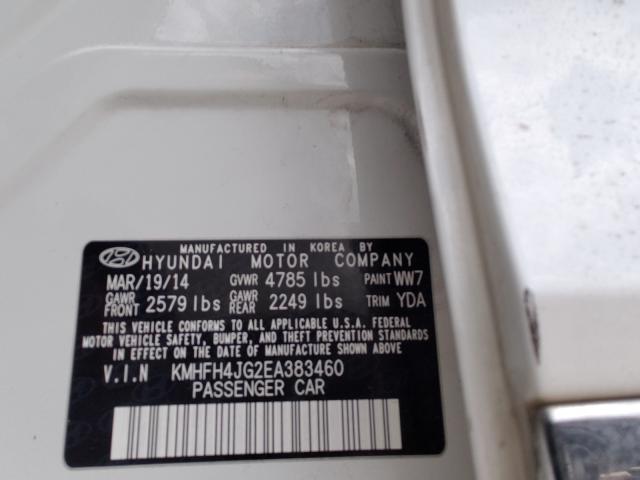 MANUFACTURED IN KOREA BY
HYUNDAI MOTOR COMPANY
MAR/19/14 GVWR 4785 lbs PAINT WW7
GAWR FRONT 2579 lbs GAWR REAR 2249 lbs TRIM YDA
THIS VEHICLE CONFORMS TO ALL APPLICABLE U.S.A. FEDERAL
MOTOR VEHICLE SAFETY, BUMPER, AND THEFT PREVENTION STANDARDS
IN EFFECT ON THE DATE OF MANUFACTURE SHOWN ABOVE.
V.I.N KMHFH4JG2EA383460
PASSENGER CAR